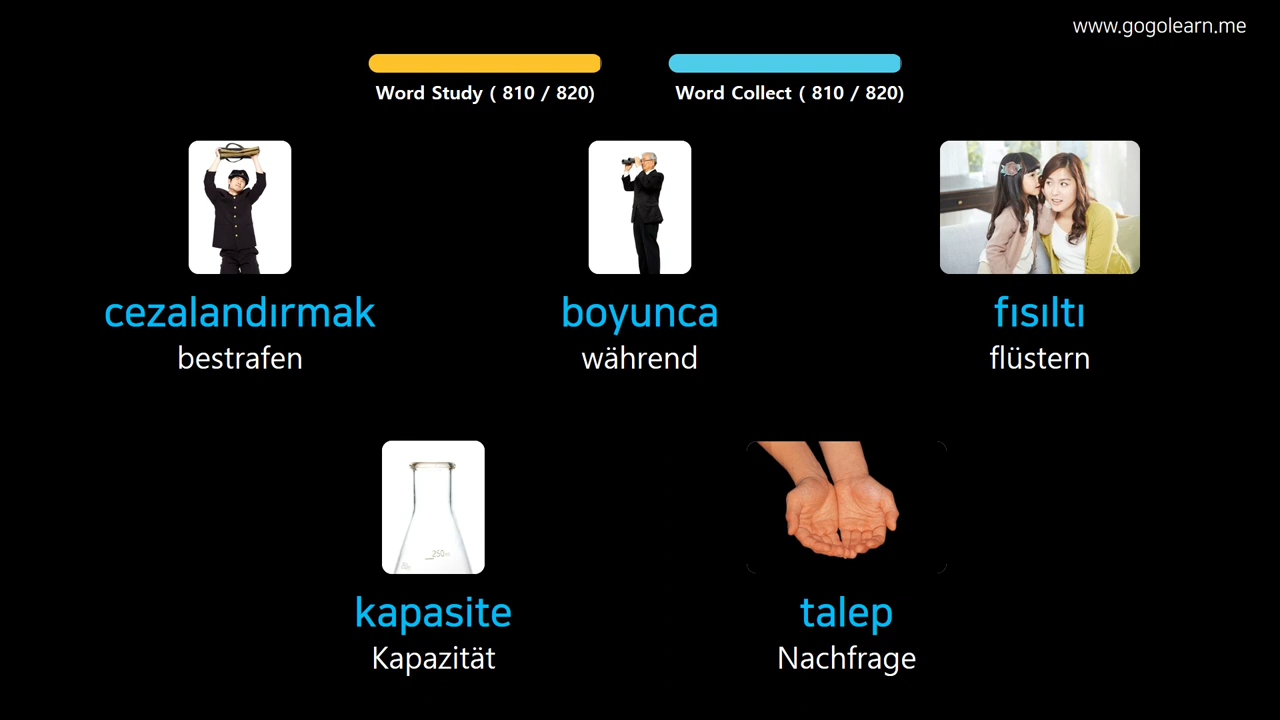 www.gogolearn.me
Word Study ( 810 / 820)
Word Collect ( 810 / 820)
cezalandırmak
bestrafen
boyunca
während
fısıltı
flüstern
250
kapasite
Kapazität
talep
Nachfrage